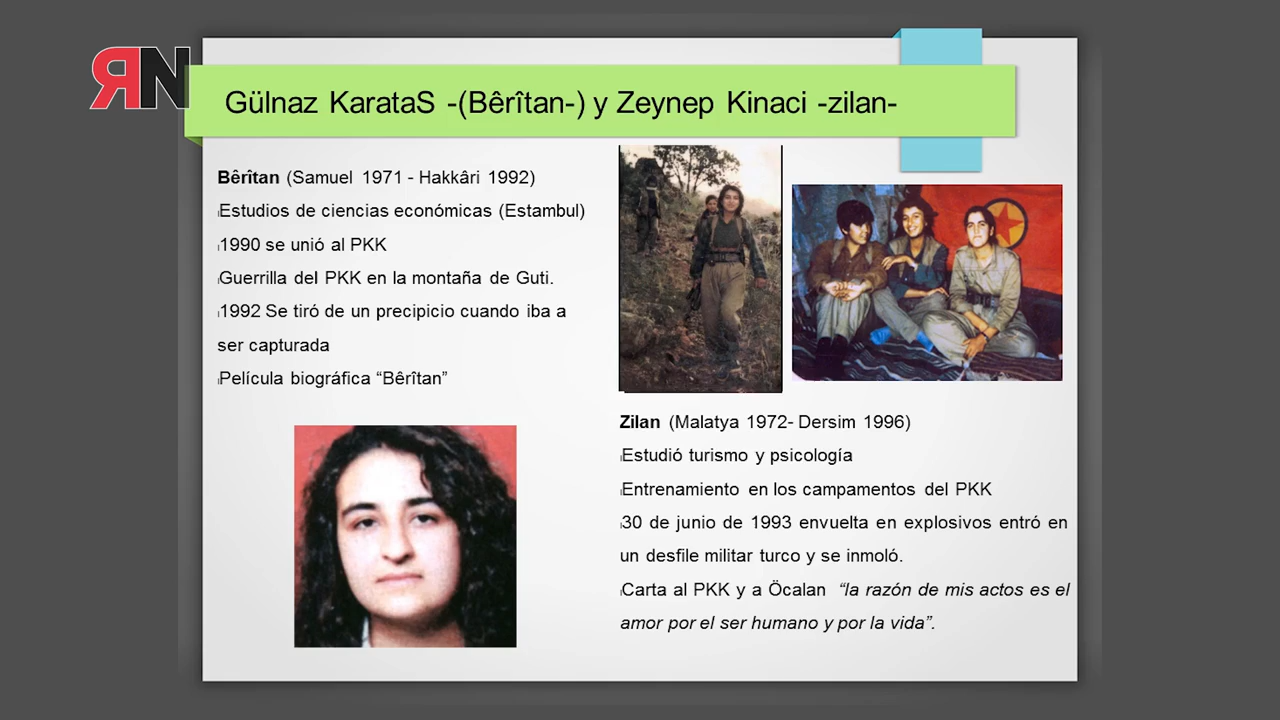 ЯN
Gülnaz KarataS -(Bêrîtan-) y Zeynep Kinaci -zilan-
Bêrîtan (Samuel 1971 - Hakkâri 1992)
Estudios de ciencias económicas (Estambul)
1990 se unió al PKK
Guerrilla del PKK en la montaña de Guti.
1992 Se tiró de un precipicio cuando iba a
ser capturada
Película biográfica “Bêrîtan”
Zilan (Malatya 1972- Dersim 1996)
Estudió turismo y psicología
Entrenamiento en los campamentos del PKK
30 de junio de 1993 envuelta en explosivos entró en
un desfile militar turco y se inmoló.
Carta al PKK y a Öcalan “la razón de mis actos es el
amor por el ser humano y por la vida”.